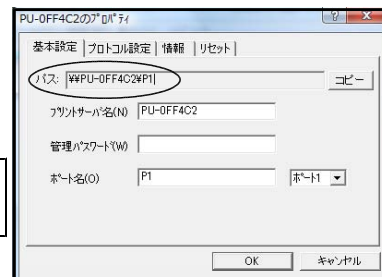 PU-0FF4C2のプロパティ
基本設定 プロトコル設定 情報 リセット
パス: ¥¥PU-0FF4C2¥P1 コピー
プリントサーバ名(N) PU-0FF4C2
管理パスワード(W)
ポート名(O) P1 ポート1
OK キャンセル